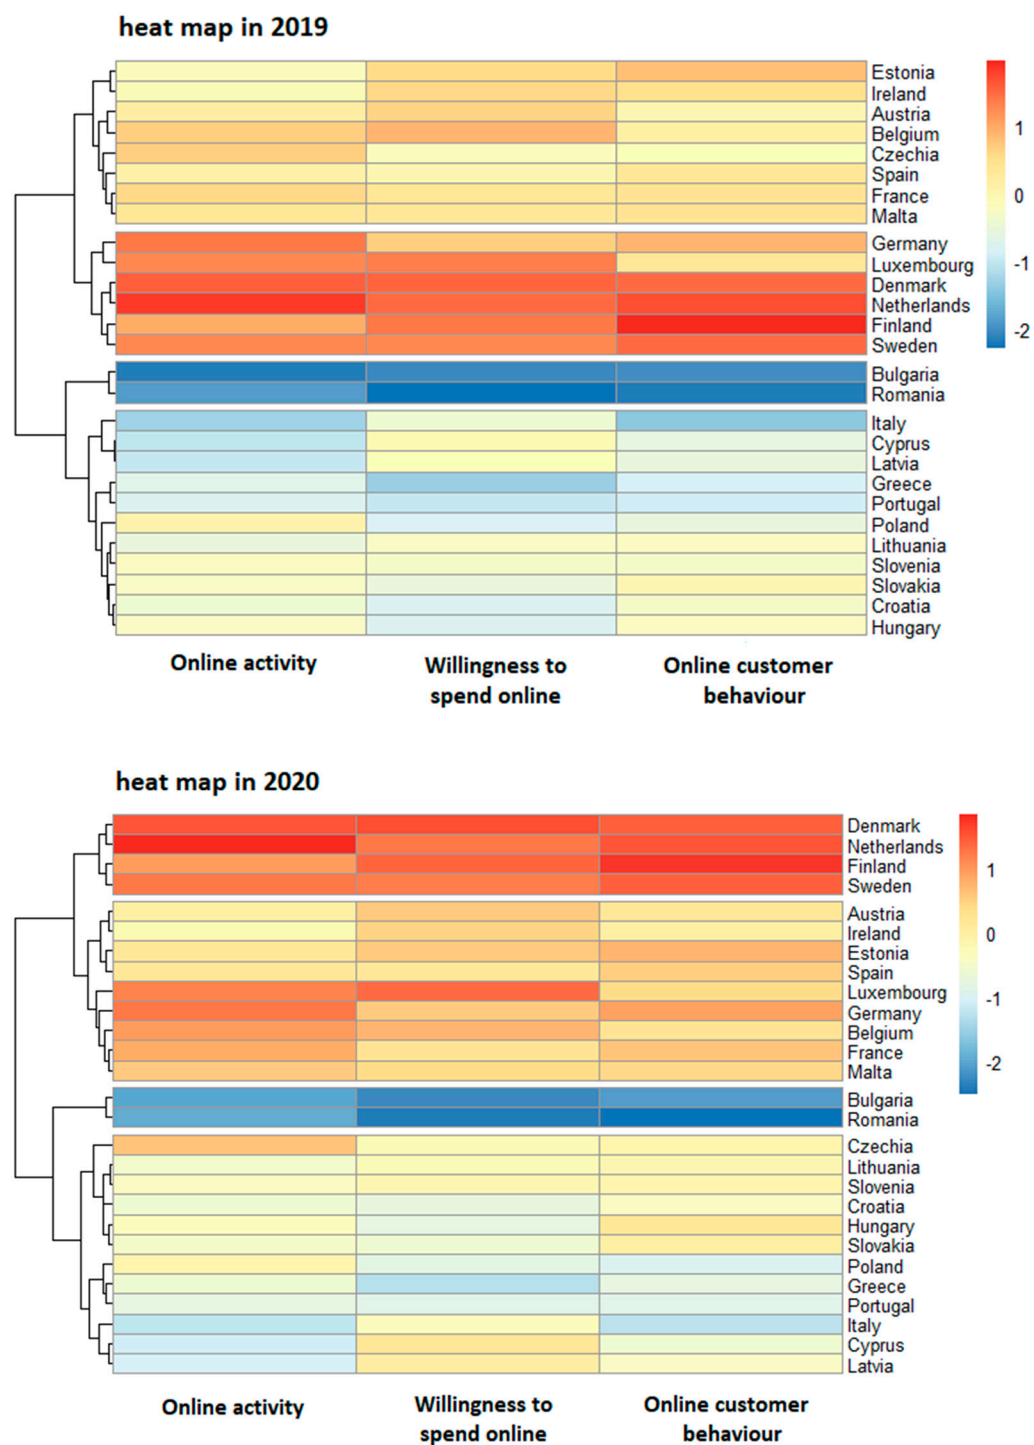 heat map in 2019
Estonia
Ireland
Austria
Belgium
Czechia
Spain
France
Malta
Germany
Luxembourg
Denmark
Netherlands
Finland
Sweden
Bulgaria
Romania
Italy
Cyprus
Latvia
Greece
Portugal
Poland
Lithuania
Slovenia
Slovakia
Croatia
Hungary
1
0
-1
-2
Online activity
Willingness to
spend online
Online customer
behaviour
heat map in 2020
Denmark
Netherlands
Finland
Sweden
Austria
Ireland
Estonia
Spain
Luxembourg
Germany
Belgium
France
Malta
Bulgaria
Romania
Czechia
Lithuania
Slovenia
Croatia
Hungary
Slovakia
Poland
Greece
Portugal
Italy
Cyprus
Latvia
1
0
-1
-2
Online activity
Willingness to
spend online
Online customer
behaviour